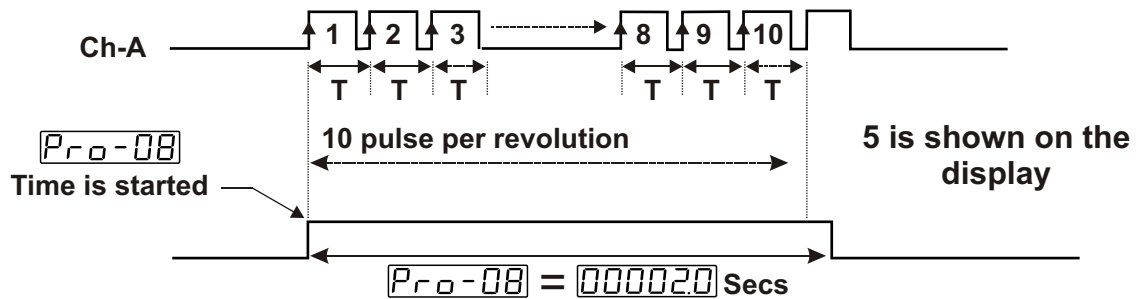 1 2 3 8 9 10
Ch-A
T T T T T T
10 pulse per revolution
5 is shown on the
display
Pro-08
Time is started
Pro-08 = 00002.0 Secs